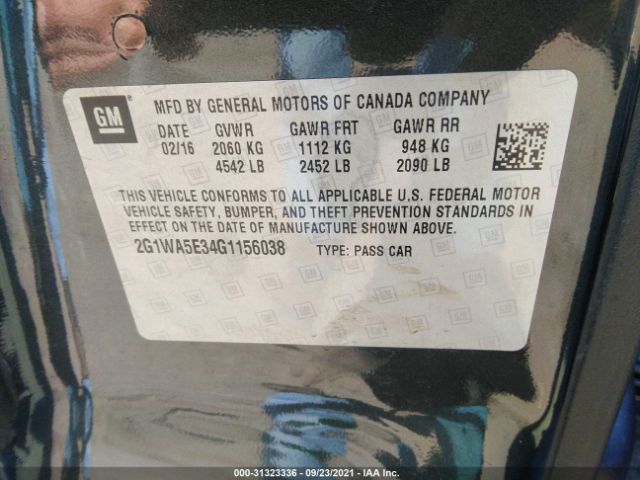 GM
MFD BY GENERAL MOTORS OF CANADA COMPANY
DATE GVWR GAWR FRT GAWR RR
02/16 2060 KG 1112 KG 948 KG
4542 LB 2452 LB 2090 LB
THIS VEHICLE CONFORMS TO ALL APPLICABLE U.S. FEDERAL MOTOR
VEHICLE SAFETY, BUMPER, AND THEFT PREVENTION STANDARDS IN
EFFECT ON THE DATE OF MANUFACTURE SHOWN ABOVE.
2G1WA5E34G1156038 TYPE: PASS CAR
000-31323336 - 09/23/2021 - IAA Inc.